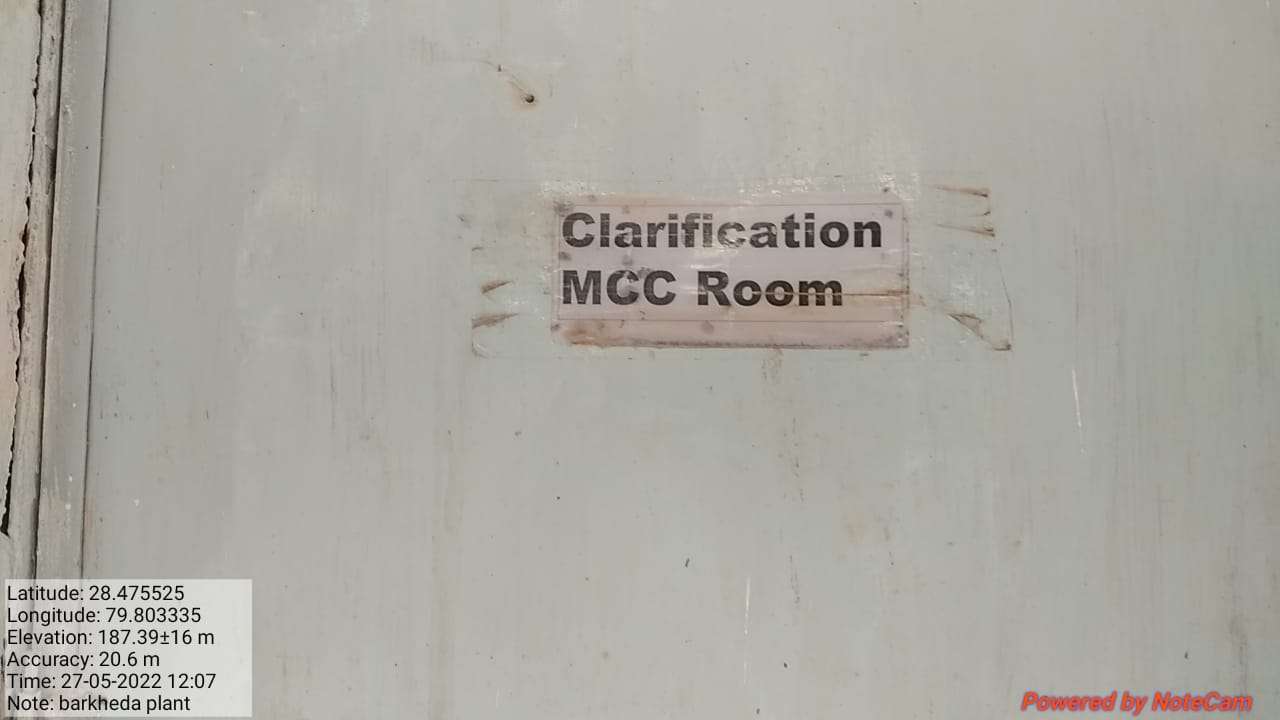 Clarification
MCC Room
Latitude: 28.475525
Longitude: 79.803335
Elevation: 187.39±16 m
Accuracy: 20.6 m
Time: 27-05-2022 12:07
Note: barkheda plant
Powered by NoteCam